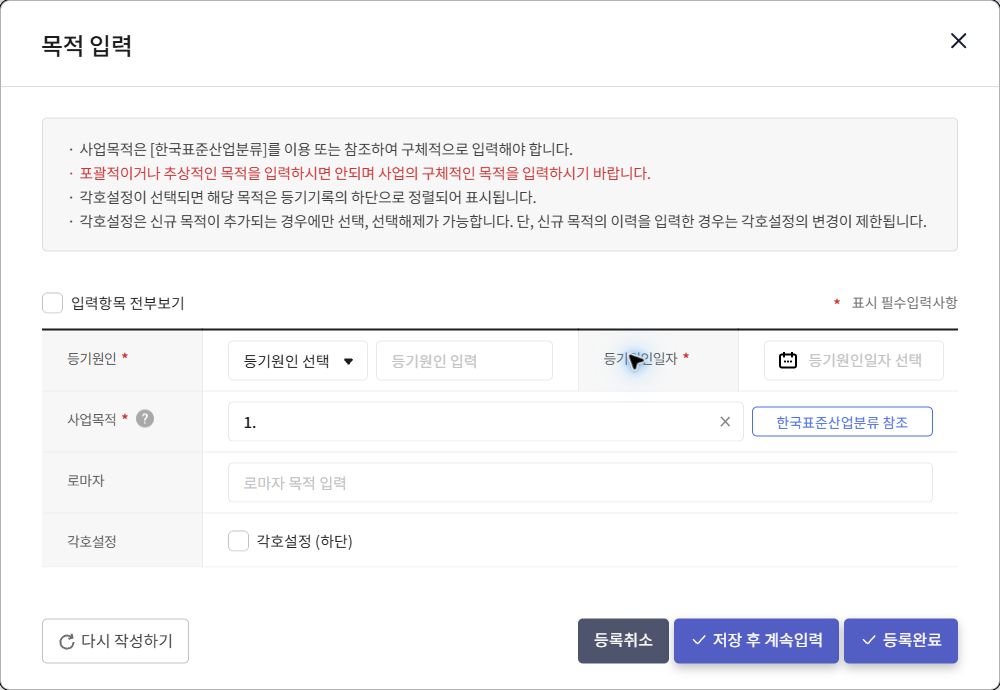 목적 입력
· 사업목적은 [한국표준산업분류]를 이용 또는 참조하여 구체적으로 입력해야 합니다.
· 포괄적이거나 추상적인 목적을 입력하시면 안되며 사업의 구체적인 목적을 입력하시기 바랍니다.
· 각호설정이 선택되면 해당 목적은 등기기록의 하단으로 정렬되어 표시됩니다.
· 각호설정은 신규 목적이 추가되는 경우에만 선택, 선택해제가 가능합니다. 단, 신규 목적의 이력을 입력한 경우는 각호설정의 변경이 제한됩니다.
입력항목 전부보기 * 표시 필수입력사항
등기원인 * 등기원인 선택 등기원인 입력 등기원인일자 * 등기원인일자 선택
사업목적 * ? 1. 한국표준산업분류 참조
로마자 로마자 목적 입력
각호설정 각호설정 (하단)
다시 작성하기 등록취소 저장 후 계속입력 등록완료